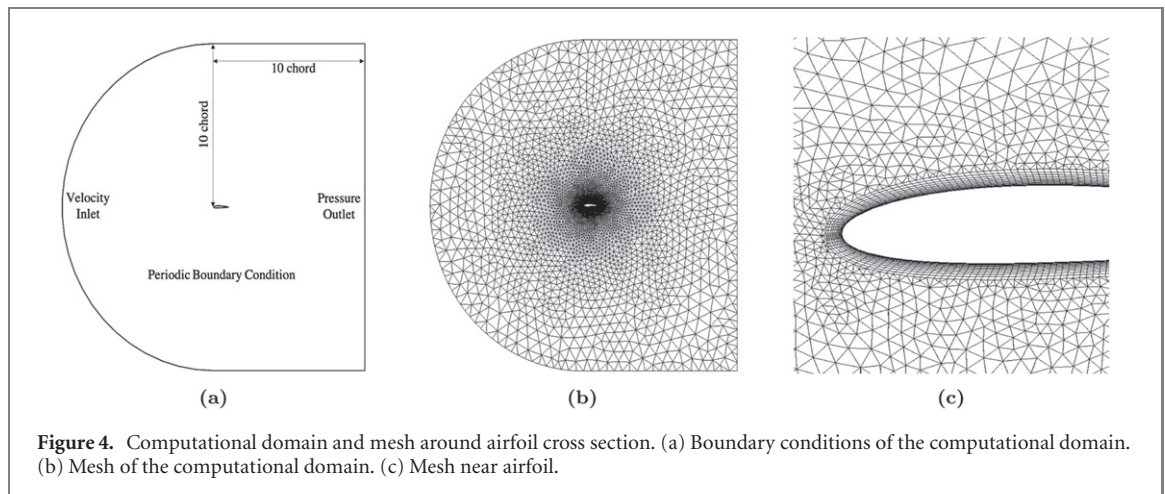 10 chord
10 chord
Velocity
Inlet
Pressure
Outlet
Periodic Boundary Condition
(a)
(b)
(c)
Figure 4. Computational domain and mesh around airfoil cross section. (a) Boundary conditions of the computational domain.
(b) Mesh of the computational domain. (c) Mesh near airfoil.